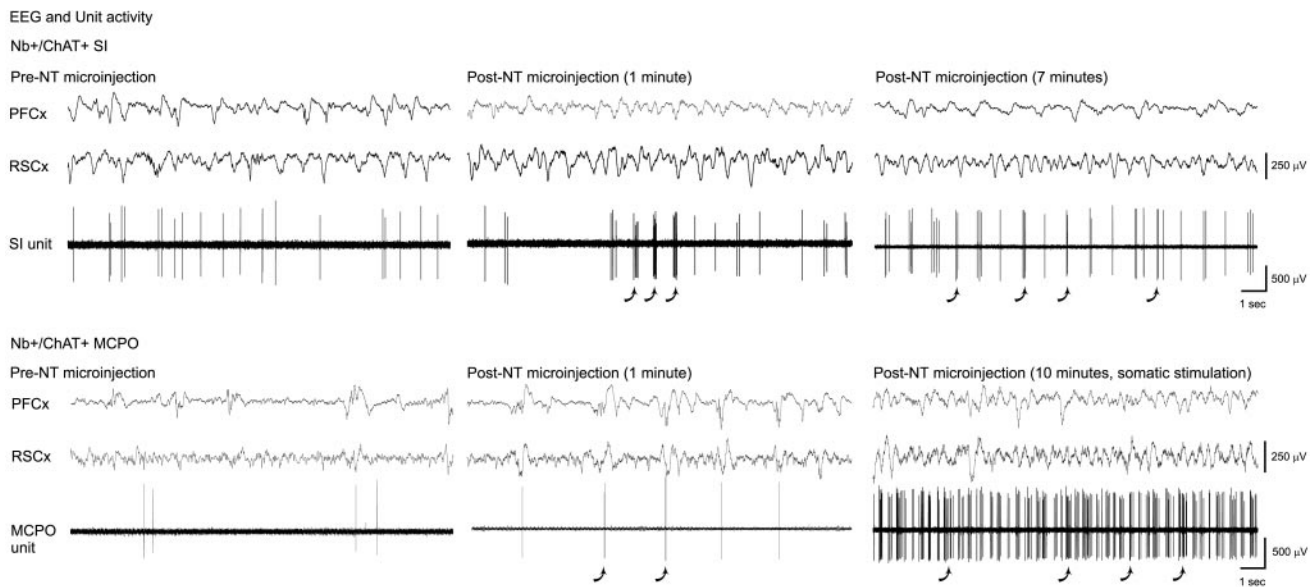 EEG and Unit activity
Nb+/ChAT+ SI
Pre-NT microinjection
Post-NT microinjection (1 minute)
Post-NT microinjection (7 minutes)
PFCx
RSCx
250 µV
SI unit
500 µV
1 sec
Nb+/ChAT+ MCPO
Pre-NT microinjection
Post-NT microinjection (1 minute)
Post-NT microinjection (10 minutes, somatic stimulation)
PFCx
RSCx
250 µV
MCPO
unit
500 µV
1 sec